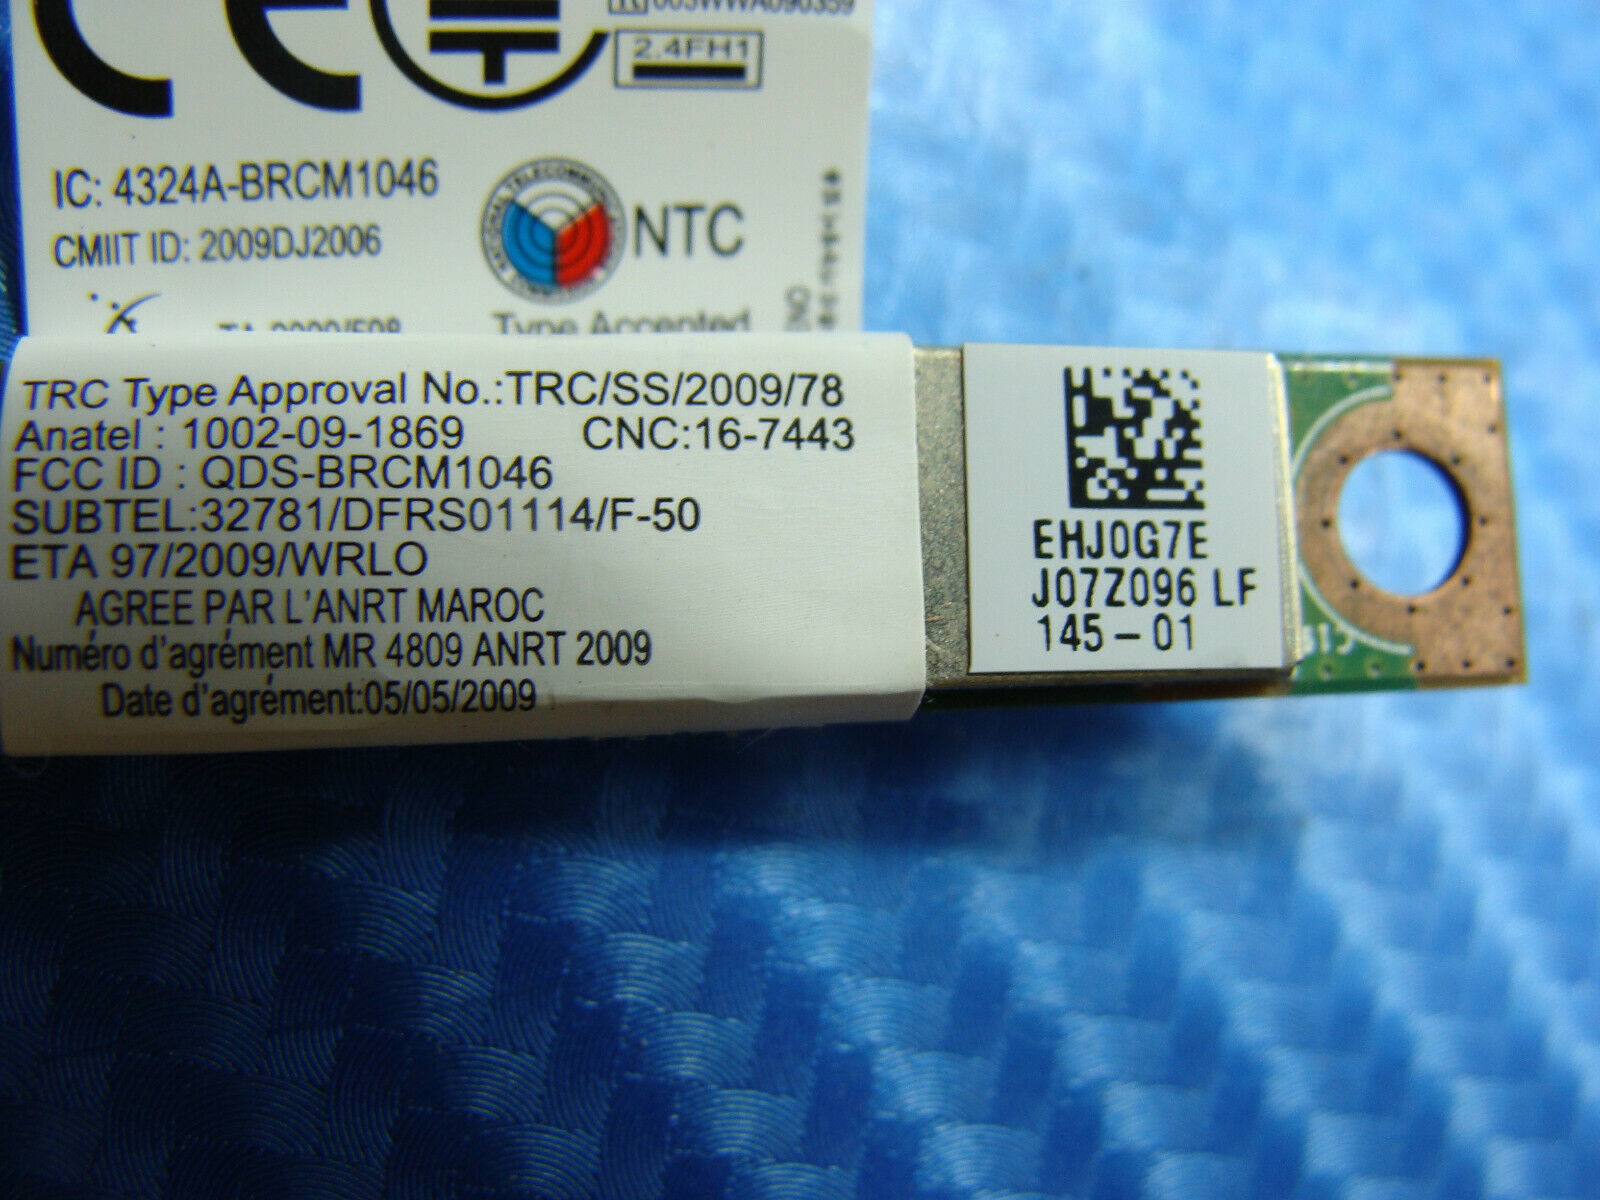 2.4FH1
IC: 4324A-BRCM1046
CMIIT ID: 2009DJ2006
NTC
Type Accepted
TRC Type Approval No.:TRC/SS/2009/78
Anatel : 1002-09-1869 CNC:16-7443
FCC ID : QDS-BRCM1046
SUBTEL:32781/DFRS01114/F-50
ETA 97/2009/WRLO
AGREE PAR L'ANRT MAROC
Numéro d'agrément MR 4809 ANRT 2009
Date d'agrément:05/05/2009
EHJ0G7E
J07Z096 LF
145-01